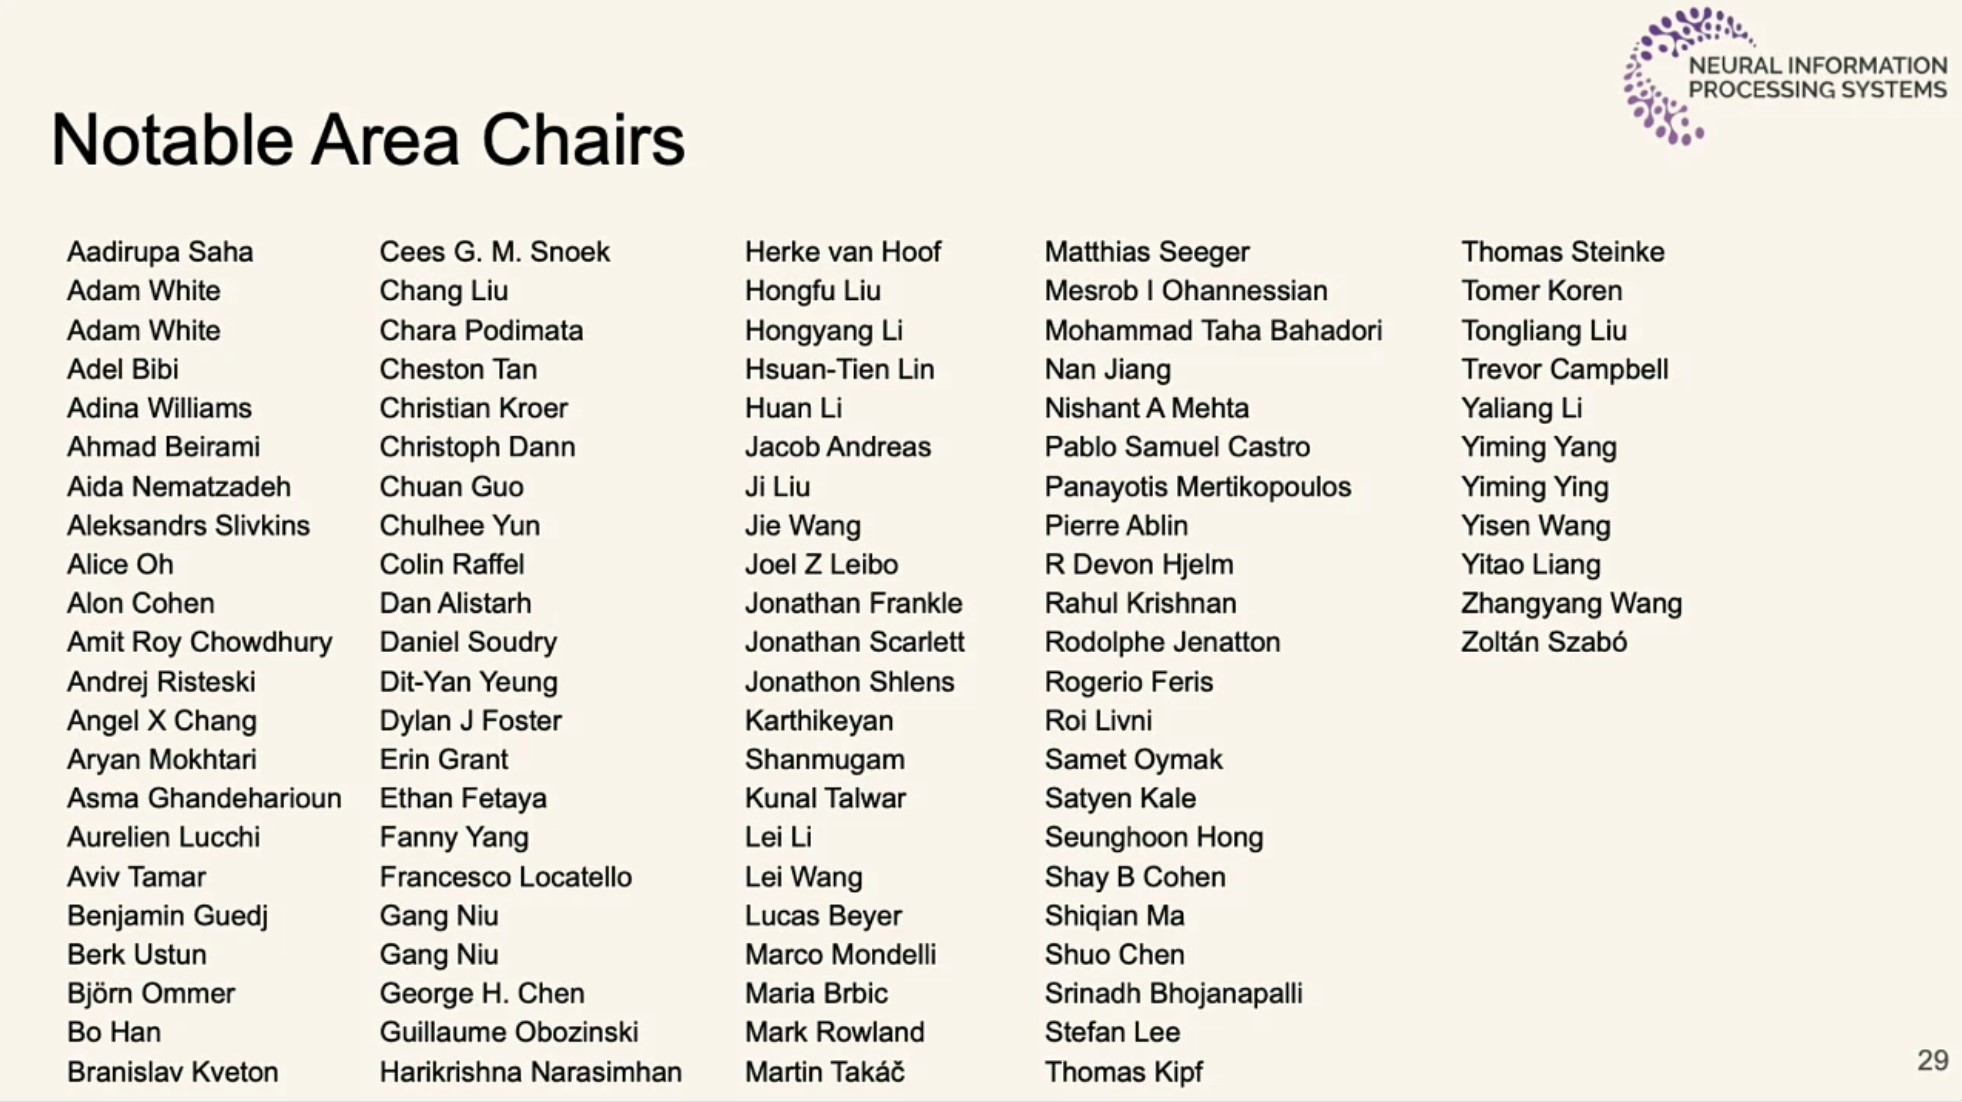 NEURAL INFORMATION
PROCESSING SYSTEMS
Notable Area Chairs
Aadirupa Saha
Adam White
Adam White
Adel Bibi
Adina Williams
Ahmad Beirami
Aida Nematzadeh
Aleksandrs Slivkins
Alice Oh
Alon Cohen
Amit Roy Chowdhury
Andrej Risteski
Angel X Chang
Aryan Mokhtari
Asma Ghandeharioun
Aurelien Lucchi
Aviv Tamar
Benjamin Guedj
Berk Ustun
Björn Ommer
Bo Han
Branislav Kveton
Cees G. M. Snoek
Chang Liu
Chara Podimata
Cheston Tan
Christian Kroer
Christoph Dann
Chuan Guo
Chulhee Yun
Colin Raffel
Dan Alistarh
Daniel Soudry
Dit-Yan Yeung
Dylan J Foster
Erin Grant
Ethan Fetaya
Fanny Yang
Francesco Locatello
Gang Niu
Gang Niu
George H. Chen
Guillaume Obozinski
Harikrishna Narasimhan
Herke van Hoof
Hongfu Liu
Hongyang Li
Hsuan-Tien Lin
Huan Li
Jacob Andreas
Ji Liu
Jie Wang
Joel Z Leibo
Jonathan Frankle
Jonathan Scarlett
Jonathon Shlens
Karthikeyan
Shanmugam
Kunal Talwar
Lei Li
Lei Wang
Lucas Beyer
Marco Mondelli
Maria Brbic
Mark Rowland
Martin Takáč
Matthias Seeger
Mesrob I Ohannessian
Mohammad Taha Bahadori
Nan Jiang
Nishant A Mehta
Pablo Samuel Castro
Panayotis Mertikopoulos
Pierre Ablin
R Devon Hjelm
Rahul Krishnan
Rodolphe Jenatton
Rogerio Feris
Roi Livni
Samet Oymak
Satyen Kale
Seunghoon Hong
Shay B Cohen
Shiqian Ma
Shuo Chen
Srinadh Bhojanapalli
Stefan Lee
Thomas Kipf
Thomas Steinke
Tomer Koren
Tongliang Liu
Trevor Campbell
Yaliang Li
Yiming Yang
Yiming Ying
Yisen Wang
Yitao Liang
Zhangyang Wang
Zoltán Szabó
29